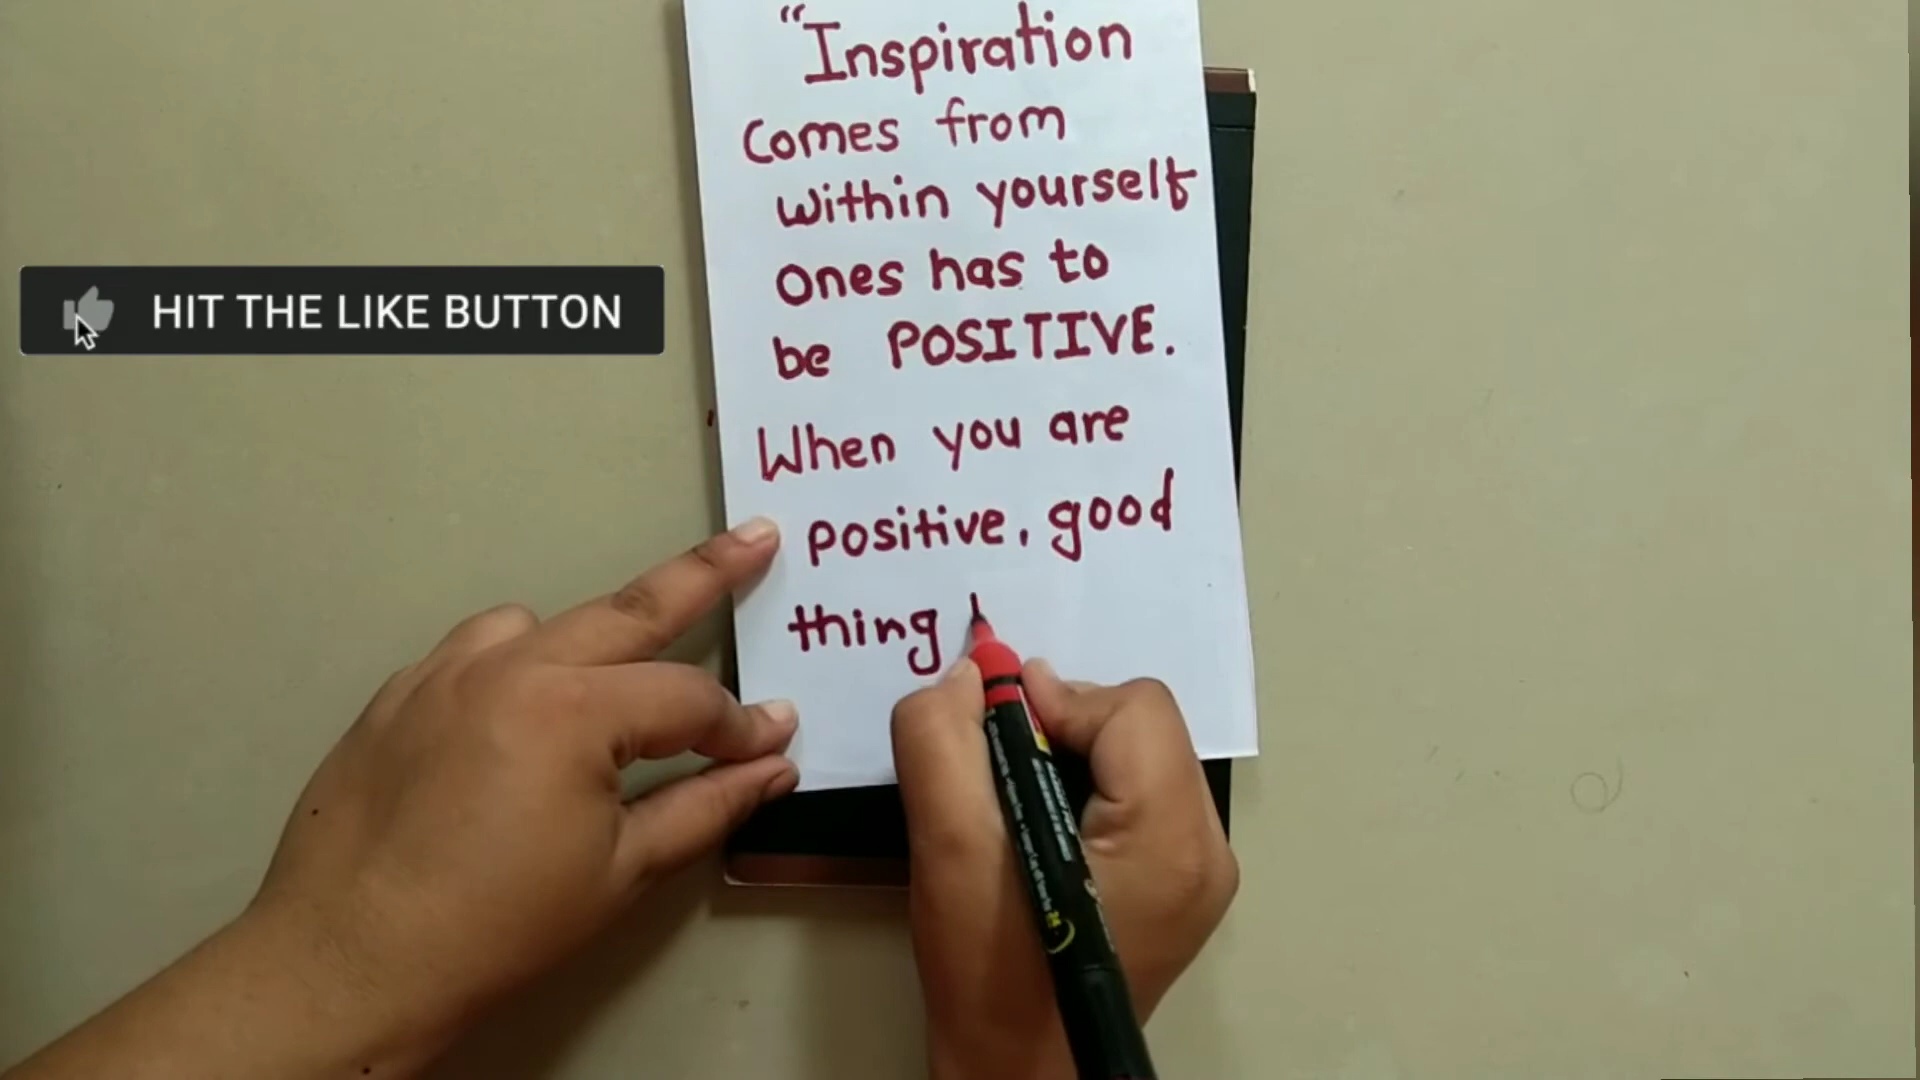 "Inspiration
Comes from
within yourself
Ones has to
be POSITIVE.
When you are
positive, good
thing
HIT THE LIKE BUTTON